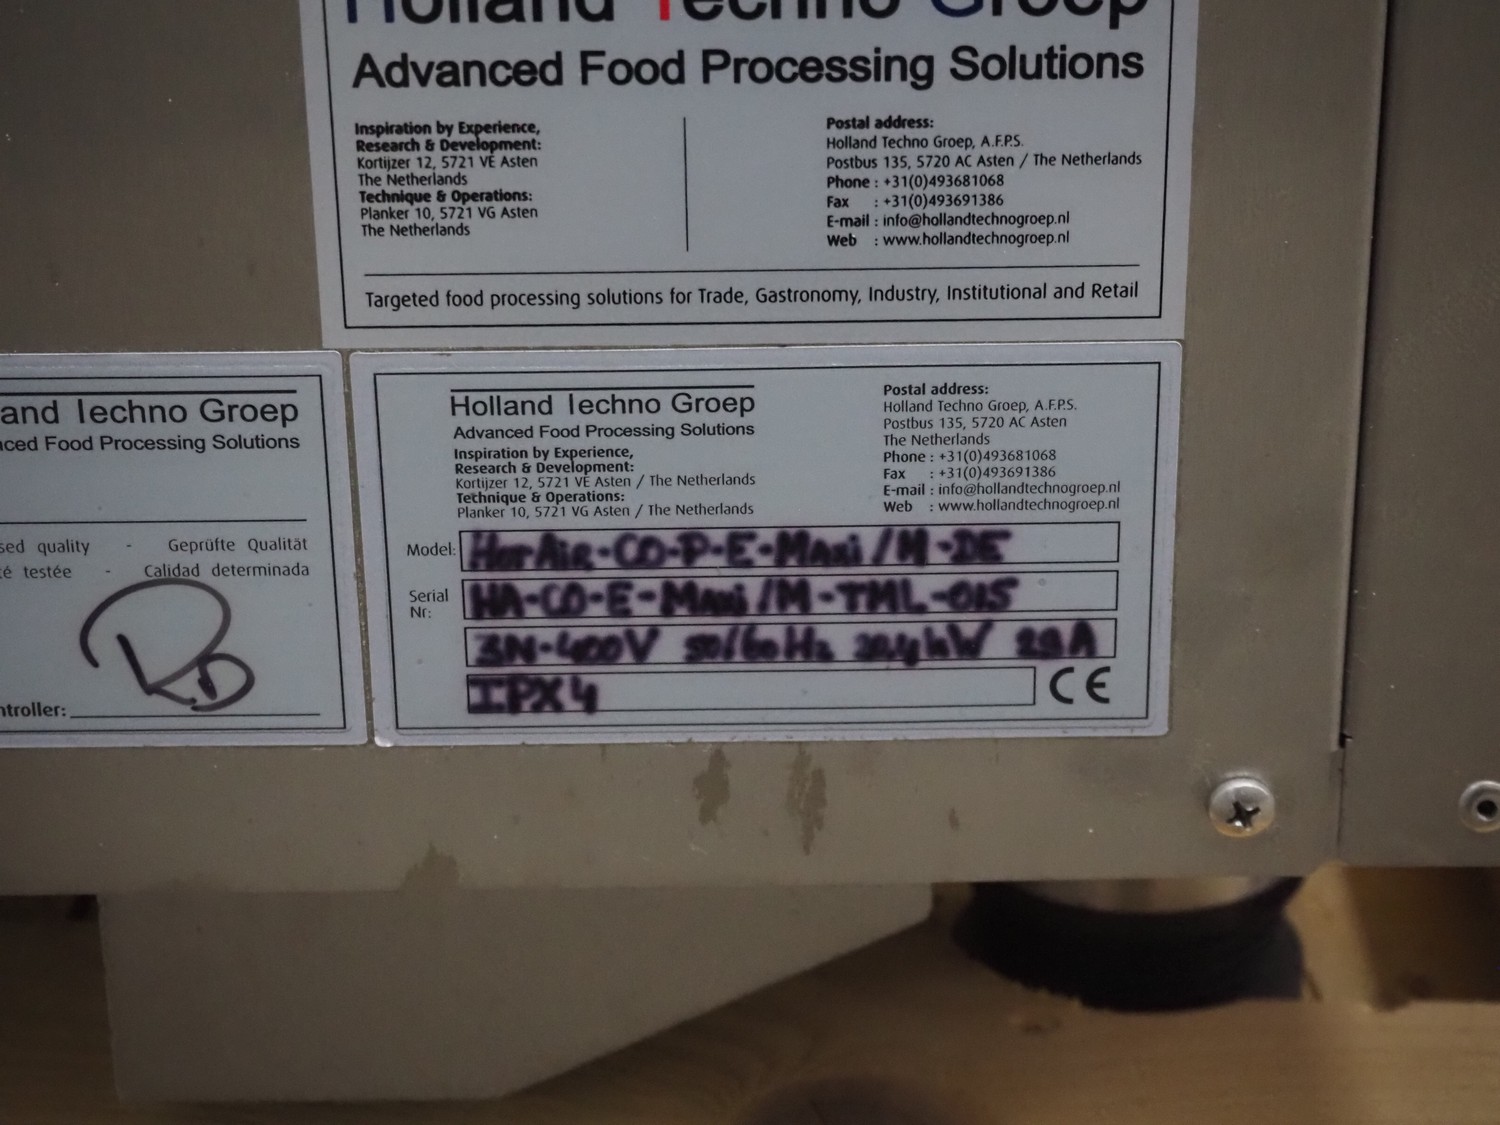 Holland Techno Groep
Advanced Food Processing Solutions
Inspiration by Experience,
Research & Development:
Kortijzer 12, 5721 VE Asten
The Netherlands
Technique & Operations:
Planker 10, 5721 VG Asten
The Netherlands
Postal address:
Holland Techno Groep, A.F.P.S.
Postbus 135, 5720 AC Asten / The Netherlands
Phone : +31(0)493681068
Fax : +31(0)493691386
E-mail : info@hollandtechnogroep.nl
Web : www.hollandtechnogroep.nl
Targeted food processing solutions for Trade, Gastronomy, Industry, Institutional and Retail
and Techno Groep
ced Food Processing Solutions
sed quality - Geprüfte Qualität
é testée - Calidad determinada
ntroller:
Holland Techno Groep
Advanced Food Processing Solutions
Inspiration by Experience,
Research & Development:
Kortijzer 12, 5721 VE Asten / The Netherlands
Technique & Operations:
Planker 10, 5721 VG Asten / The Netherlands
Postal address:
Holland Techno Groep, A.F.P.S.
Postbus 135, 5720 AC Asten
The Netherlands
Phone : +31(0)493681068
Fax : +31(0)493691386
E-mail : info@hollandtechnogroep.nl
Web : www.hollandtechnogroep.nl
Model: HotAir-CO-P-E-Maxi/M-DE
Serial Nr: HA-CO-E-Maxi/M-TML-015
3N-400V 50/60Hz 20,4kW 29A
IPX4 CE